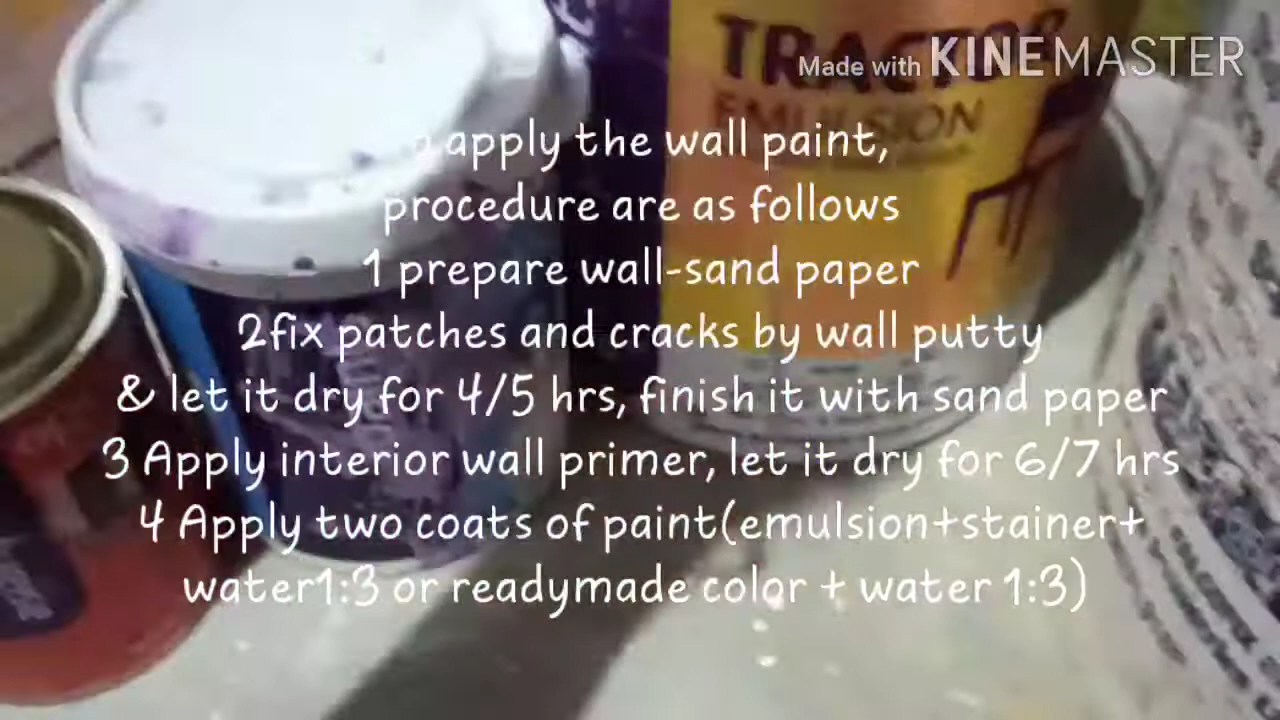 TRACTOR
Made with KINEMASTER
EMULSION
apply the wall paint,
procedure are as follows
1 prepare wall-sand paper
2fix patches and cracks by wall putty
& let it dry for 4/5 hrs, finish it with sand paper
3 Apply interior wall primer, let it dry for 6/7 hrs
4 Apply two coats of paint(emulsion+stainer+
water1:3 or readymade color + water 1:3)